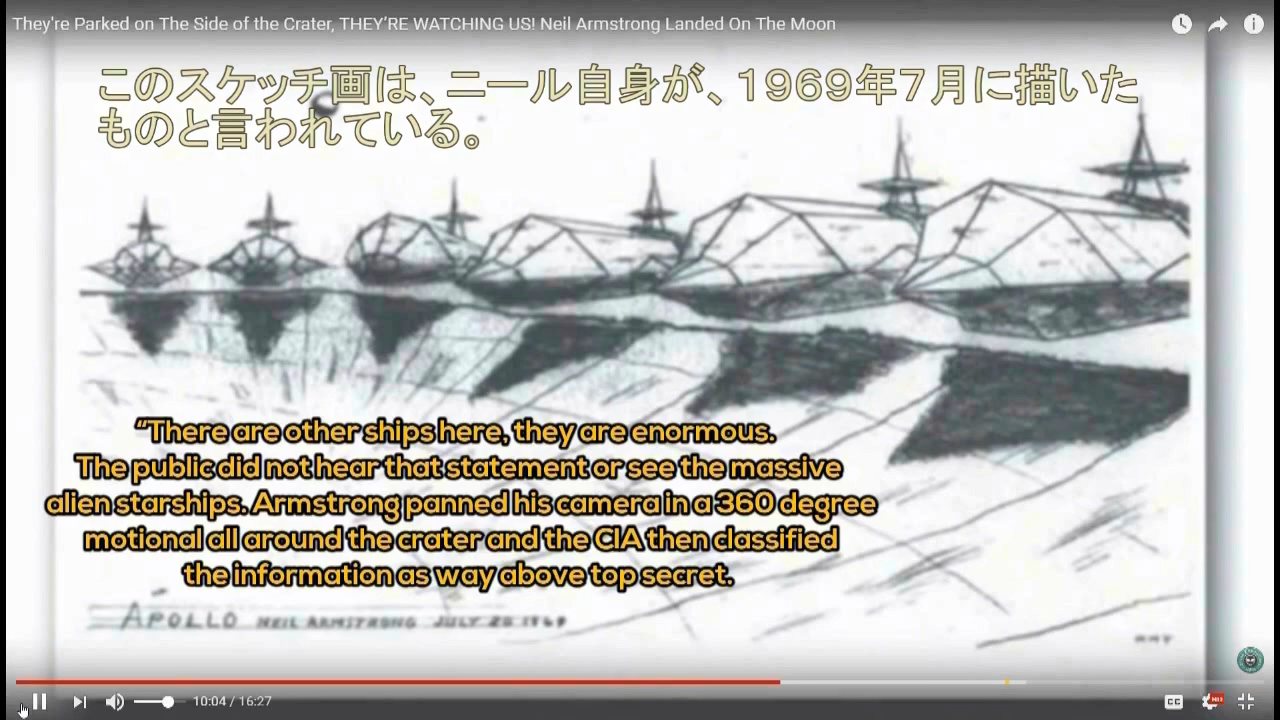 They're Parked on The Side of the Crater, THEY'RE WATCHING US! Neil Armstrong Landed On The Moon
このスケッチ画は、ニール自身が、1969年7月に描いた
ものと言われている。
“There are other ships here, they are enormous.
The public did not hear that statement or see the massive
alien starships. Armstrong panned his camera in a 360 degree
motional all around the crater and the CIA then classified
the information as way above top secret.
APOLLO NEIL ARMSTRONG JULY 20 1969
10:04 / 16:27
CC